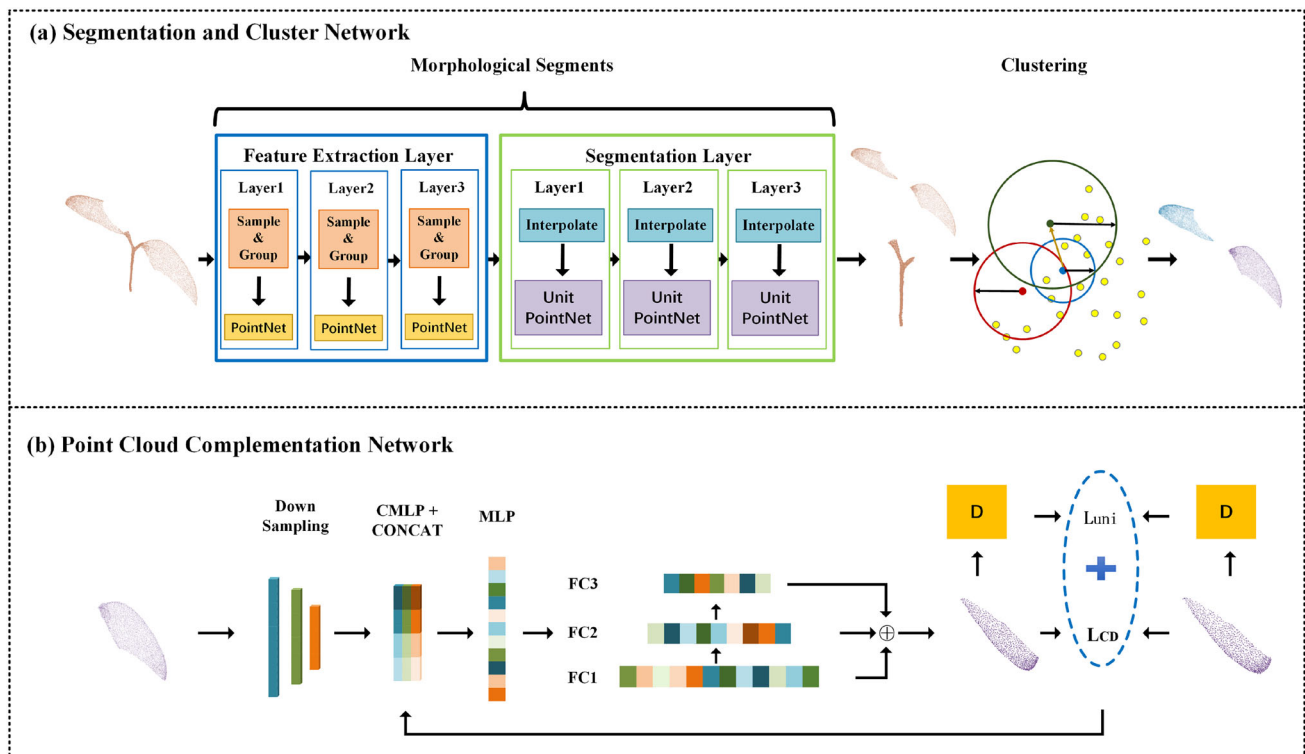 (a) Segmentation and Cluster Network
Morphological Segments
Clustering
Feature Extraction Layer
Layer1
Sample
&
Group
PointNet
Layer2
Sample
&
Group
PointNet
Layer3
Sample
&
Group
PointNet
Segmentation Layer
Layer1
Interpolate
Unit
PointNet
Layer2
Interpolate
Unit
PointNet
Layer3
Interpolate
Unit
PointNet
(b) Point Cloud Complementation Network
Down
Sampling
CMLP +
CONCAT
MLP
FC3
FC2
FC1
⊕
D
Luni
+
LCD
D